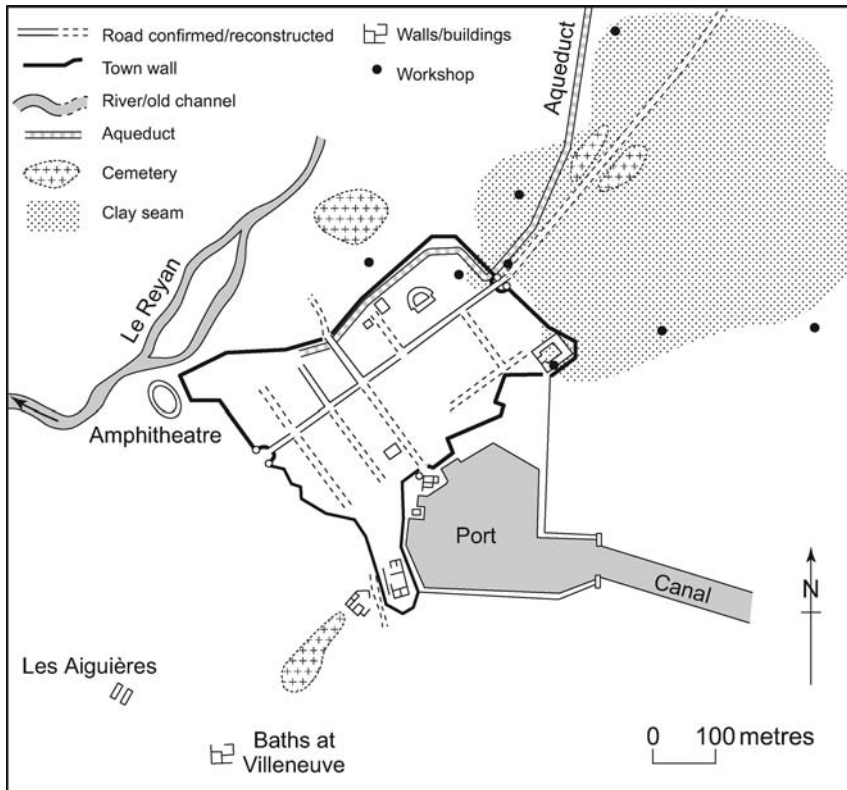 Road confirmed/reconstructed
Walls/buildings
Town wall
Workshop
River/old channel
Aqueduct
Cemetery
Clay seam
Aqueduct
Le Reyan
Amphitheatre
Port
Canal
N
Les Aiguières
Baths at
Villeneuve
0 100 metres